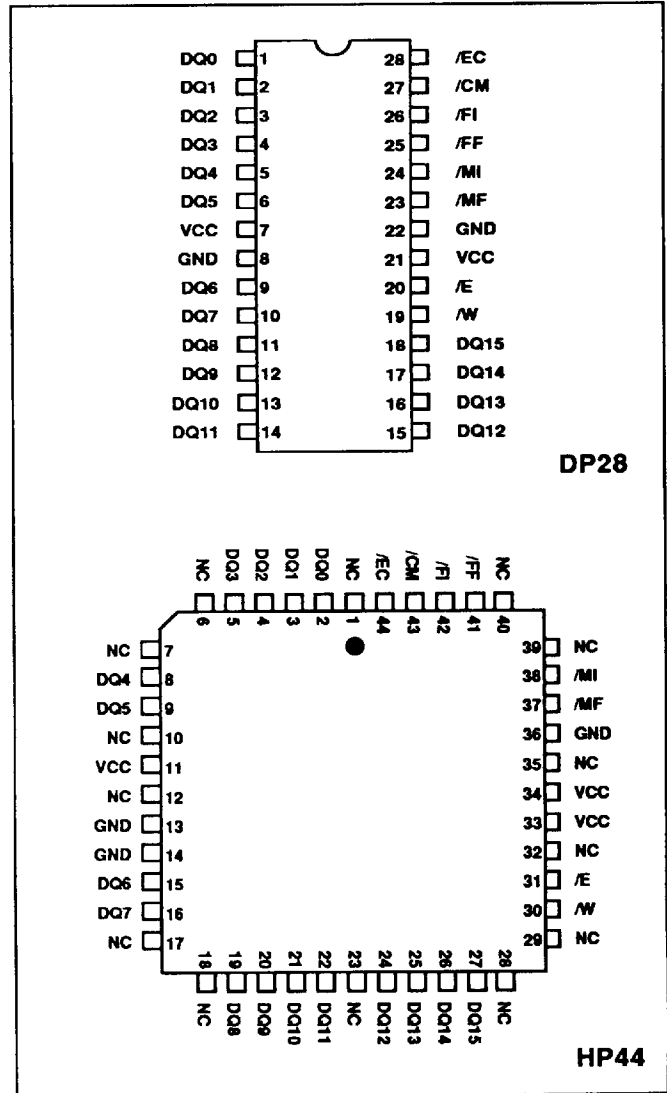 DQ0 1 28 /EC
DQ1 2 27 /CM
DQ2 3 26 /FI
DQ3 4 25 /FF
DQ4 5 24 /MI
DQ5 6 23 /MF
VCC 7 22 GND
GND 8 21 VCC
DQ6 9 20 /E
DQ7 10 19 /W
DQ8 11 18 DQ15
DQ9 12 17 DQ14
DQ10 13 16 DQ13
DQ11 14 15 DQ12
DP28
NC DQ3 DQ2 DQ1 DQ0 NC /EC /CM /FI /FF NC
6 5 4 3 2 1 44 43 42 41 40
NC 7 39 NC
DQ4 8 38 /MI
DQ5 9 37 /MF
NC 10 36 GND
VCC 11 35 NC
NC 12 34 VCC
GND 13 33 VCC
GND 14 32 NC
DQ6 15 31 /E
DQ7 16 30 /W
NC 17 29 NC
18 19 20 21 22 23 24 25 26 27 28
NC DQ8 DQ9 DQ10 DQ11 NC DQ12 DQ13 DQ14 DQ15 NC
HP44